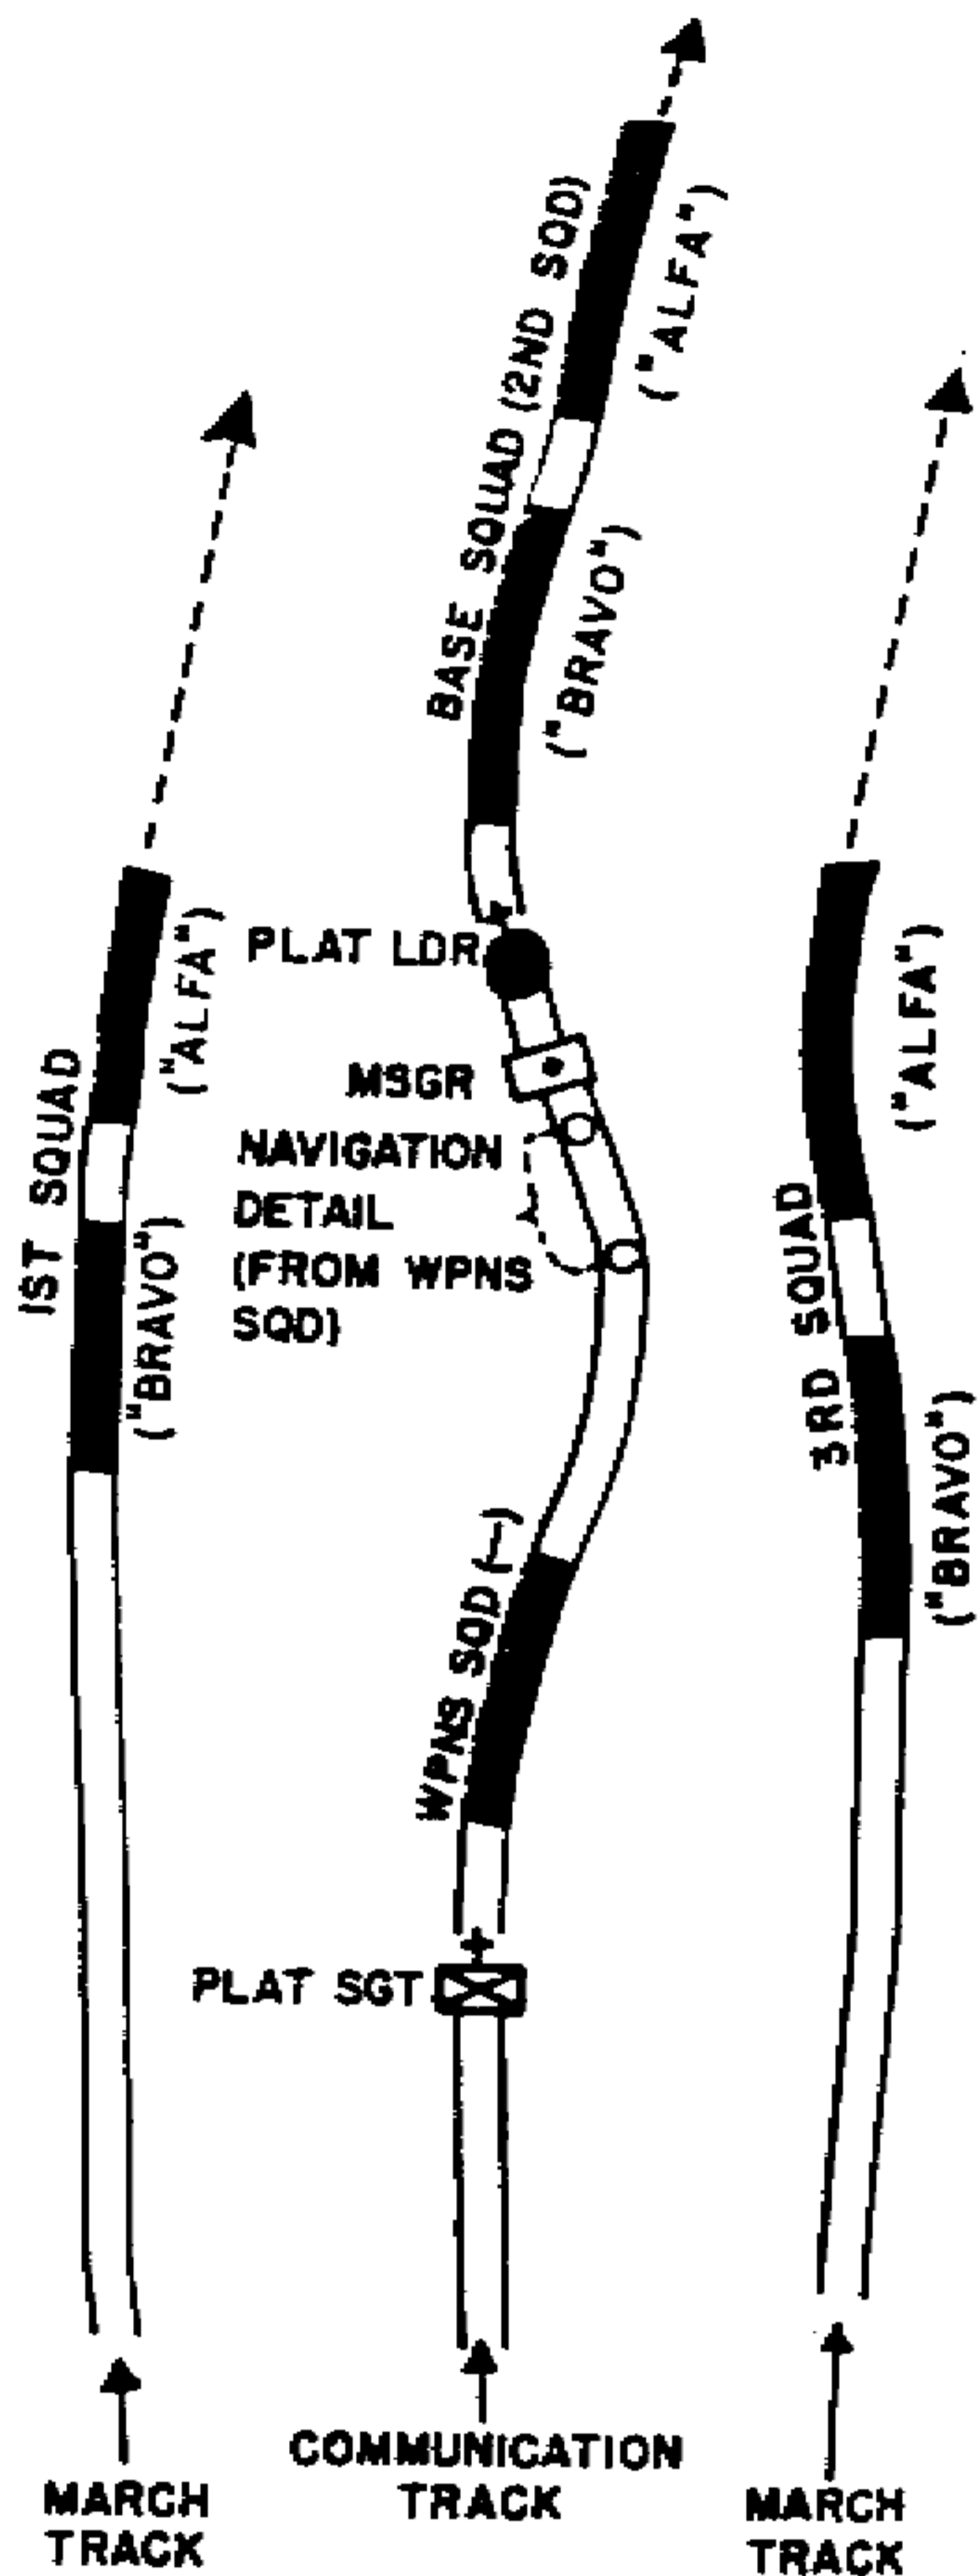 BASE SQUAD (2ND SQD)
("ALFA")
("BRAVO")
1ST SQUAD
("ALFA")
("BRAVO")
PLAT LDR
MSGR
NAVIGATION
DETAIL
(FROM WPNS
SQD)
3RD SQUAD
("ALFA")
("BRAVO")
WPNS SQD (-)
PLAT SGT
MARCH
TRACK
COMMUNICATION
TRACK
MARCH
TRACK